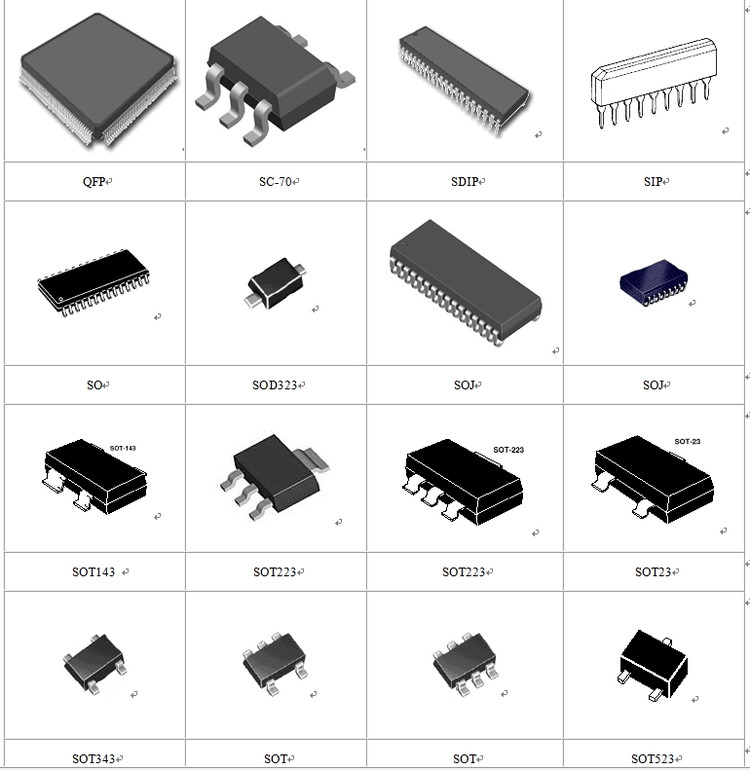 QFP
SC-70
SDIP
SIP
SO
SOD323
SOJ
SOJ
SOT-143
SOT-223
SOT-23
SOT143
SOT223
SOT223
SOT23
SOT343
SOT
SOT
SOT523